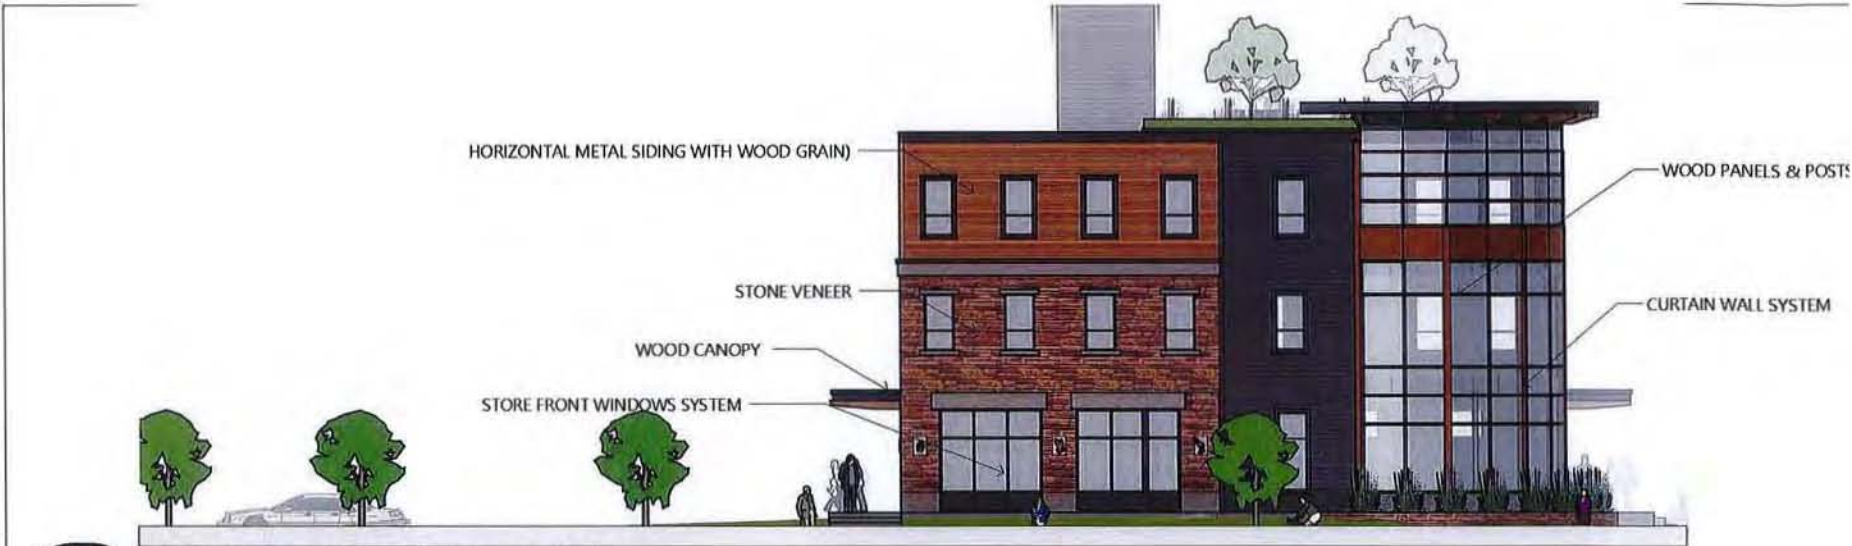 HORIZONTAL METAL SIDING WITH WOOD GRAIN)
WOOD PANELS & POSTS
STONE VENEER
CURTAIN WALL SYSTEM
WOOD CANOPY
STORE FRONT WINDOWS SYSTEM